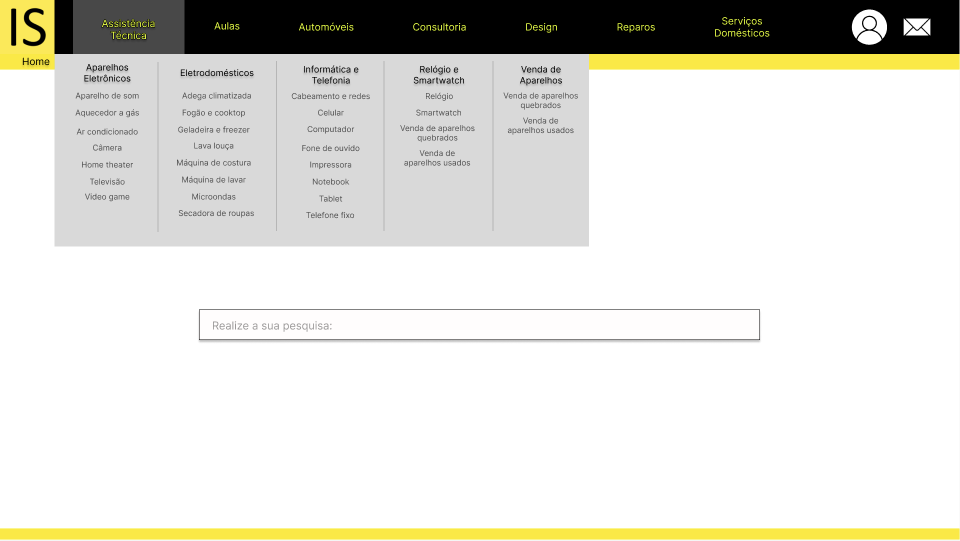 IS
Assistência
Técnica
Aulas
Automóveis
Consultoria
Design
Reparos
Serviços
Domésticos
Home
Aparelhos
Eletrônicos
Aparelho de som
Aquecedor a gás
Ar condicionado
Câmera
Home theater
Televisão
Video game
Eletrodomésticos
Adega climatizada
Fogão e cooktop
Geladeira e freezer
Lava louça
Máquina de costura
Máquina de lavar
Microondas
Secadora de roupas
Informática e
Telefonia
Cabeamento e redes
Celular
Computador
Fone de ouvido
Impressora
Notebook
Tablet
Telefone fixo
Relógio e
Smartwatch
Relógio
Smartwatch
Venda de aparelhos
quebrados
Venda de
aparelhos usados
Venda de
Aparelhos
Venda de aparelhos
quebrados
Venda de
aparelhos usados
Realize a sua pesquisa: